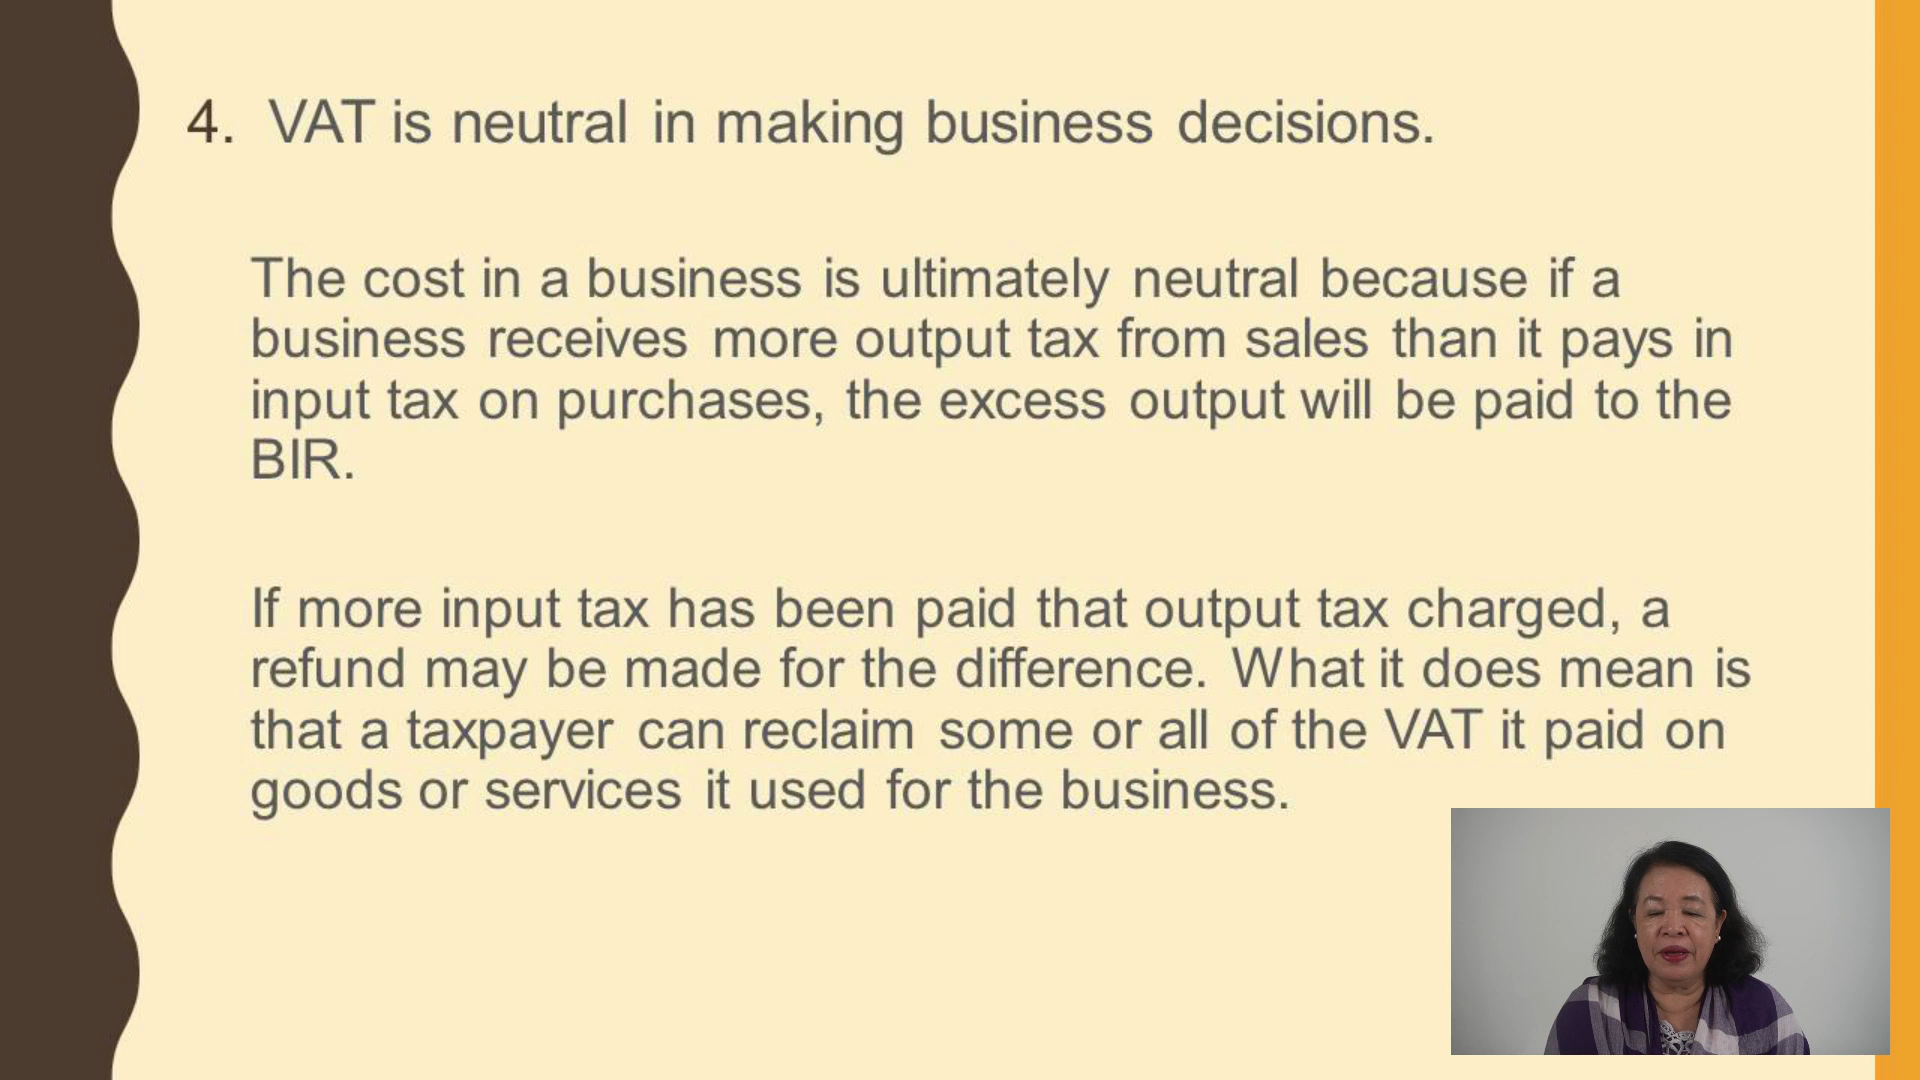 4. VAT is neutral in making business decisions.
The cost in a business is ultimately neutral because if a
business receives more output tax from sales than it pays in
input tax on purchases, the excess output will be paid to the
BIR.
If more input tax has been paid that output tax charged, a
refund may be made for the difference. What it does mean is
that a taxpayer can reclaim some or all of the VAT it paid on
goods or services it used for the business.